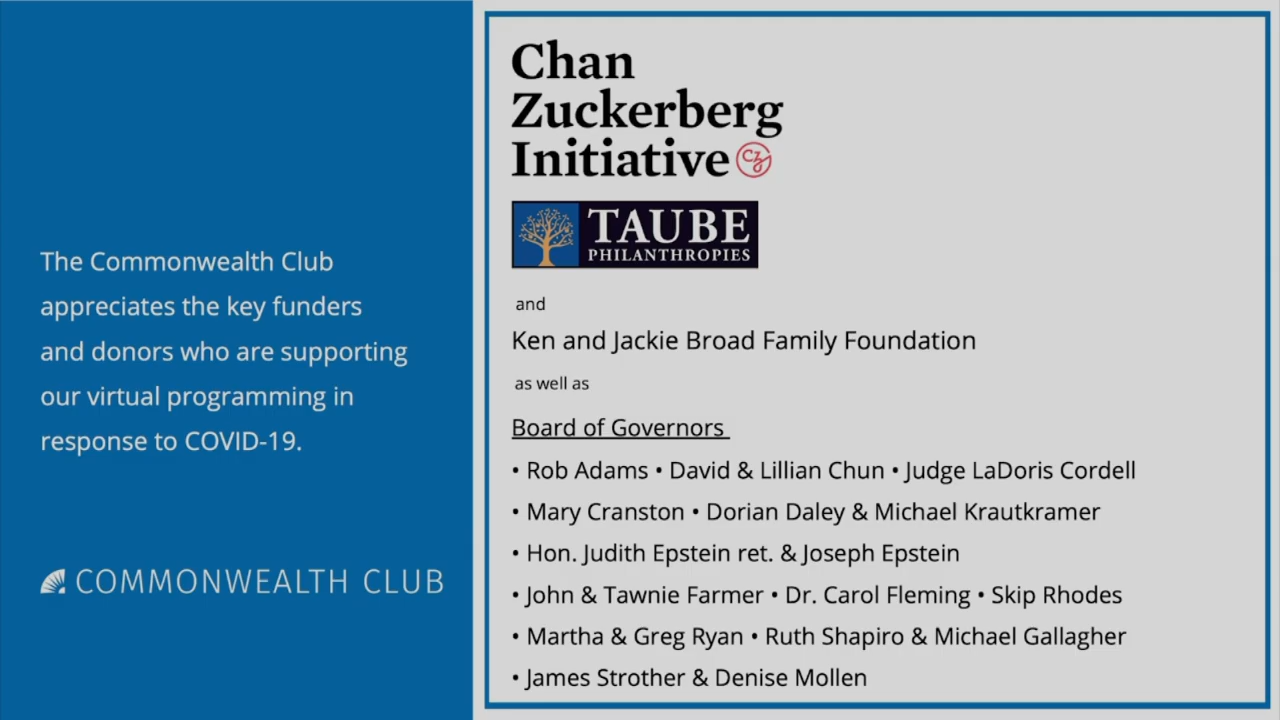 The Commonwealth Club
appreciates the key funders
and donors who are supporting
our virtual programming in
response to COVID-19.
COMMONWEALTH CLUB
Chan
Zuckerberg
Initiative
CZ
TAUBE
PHILANTHROPIES
and
Ken and Jackie Broad Family Foundation
as well as
Board of Governors
• Rob Adams • David & Lillian Chun • Judge LaDoris Cordell
• Mary Cranston • Dorian Daley & Michael Krautkramer
• Hon. Judith Epstein ret. & Joseph Epstein
• John & Tawnie Farmer • Dr. Carol Fleming • Skip Rhodes
• Martha & Greg Ryan • Ruth Shapiro & Michael Gallagher
• James Strother & Denise Mollen